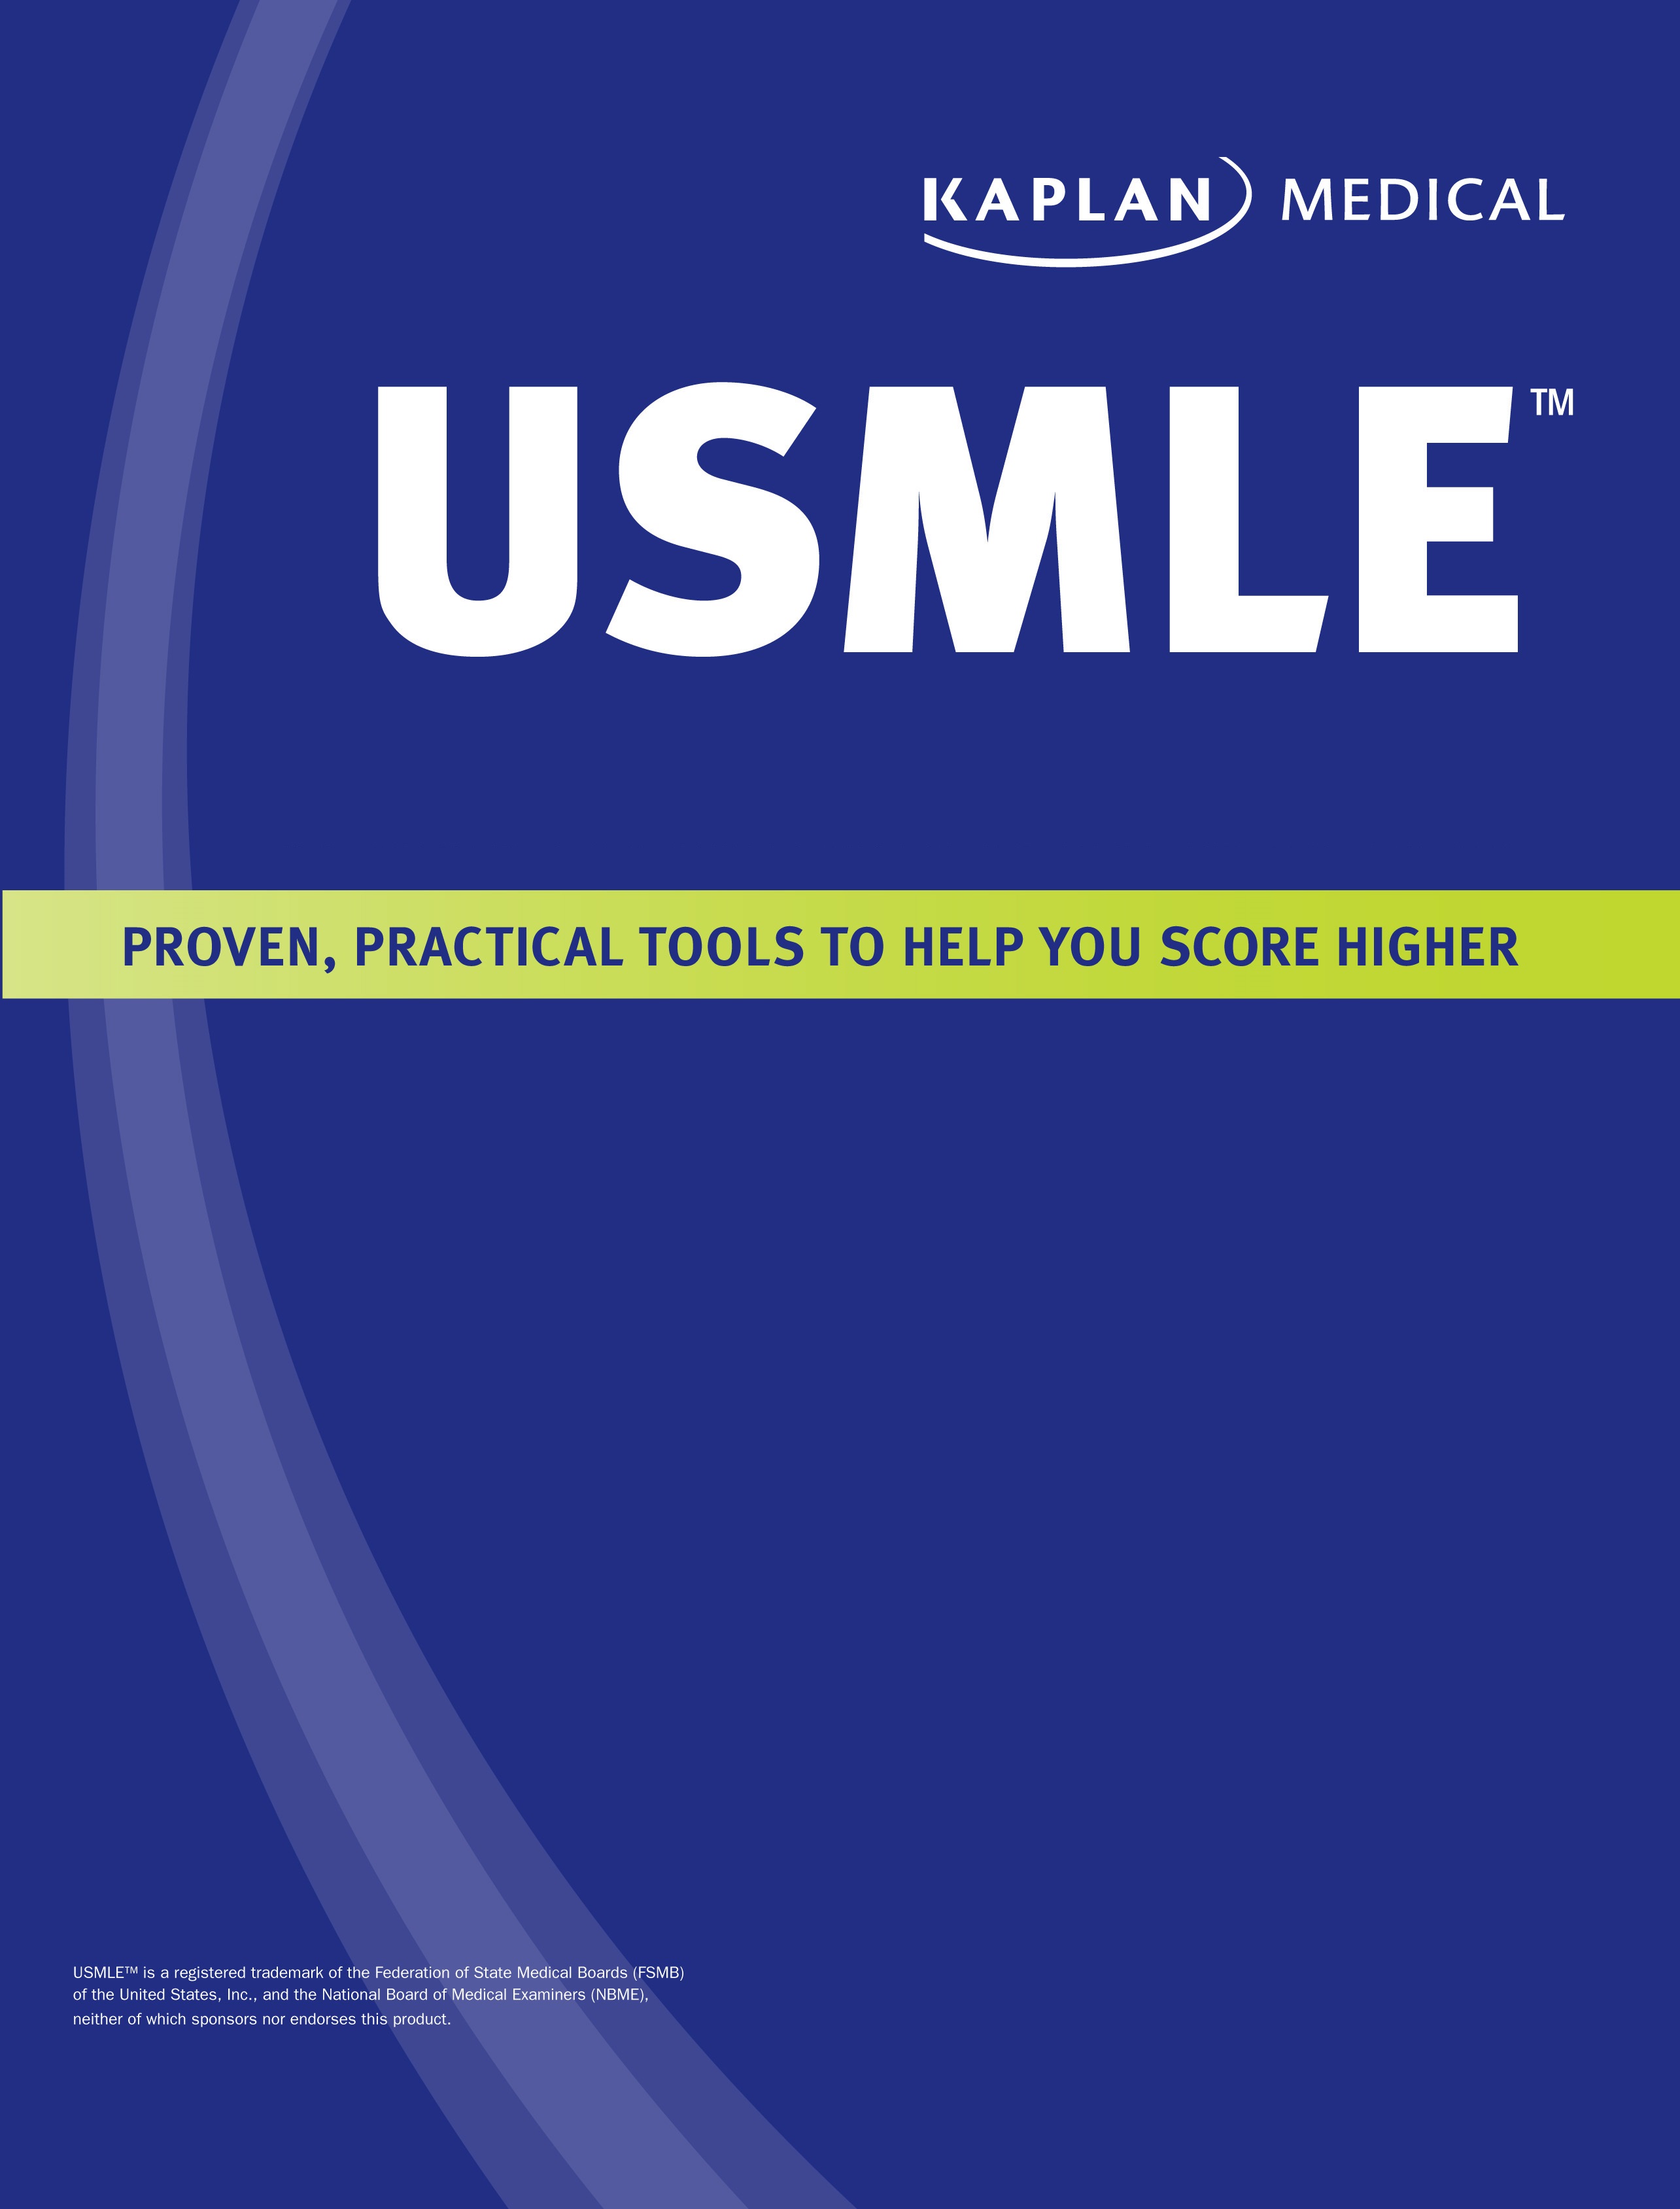 KAPLAN MEDICAL
USMLE™
PROVEN, PRACTICAL TOOLS TO HELP YOU SCORE HIGHER
USMLE™ is a registered trademark of the Federation of State Medical Boards (FSMB)
of the United States, Inc., and the National Board of Medical Examiners (NBME),
neither of which sponsors nor endorses this product.